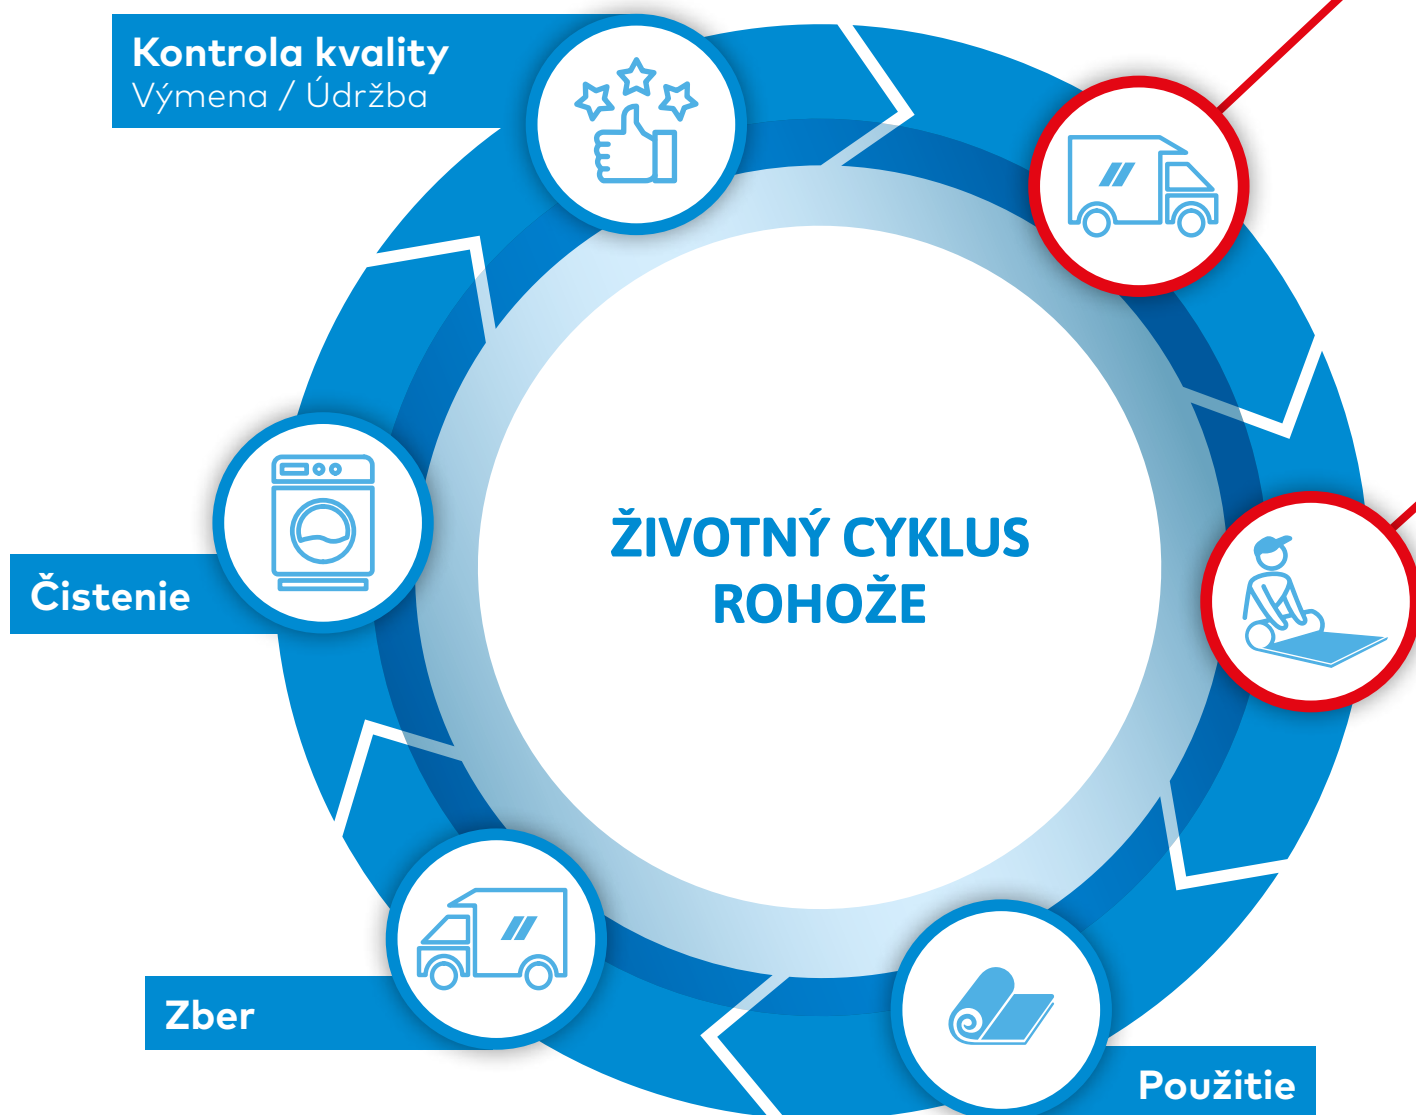 Kontrola kvality
Výmena / Údržba
ŽIVOTNÝ CYKLUS
ROHOŽE
Čistenie
Zber
Použitie